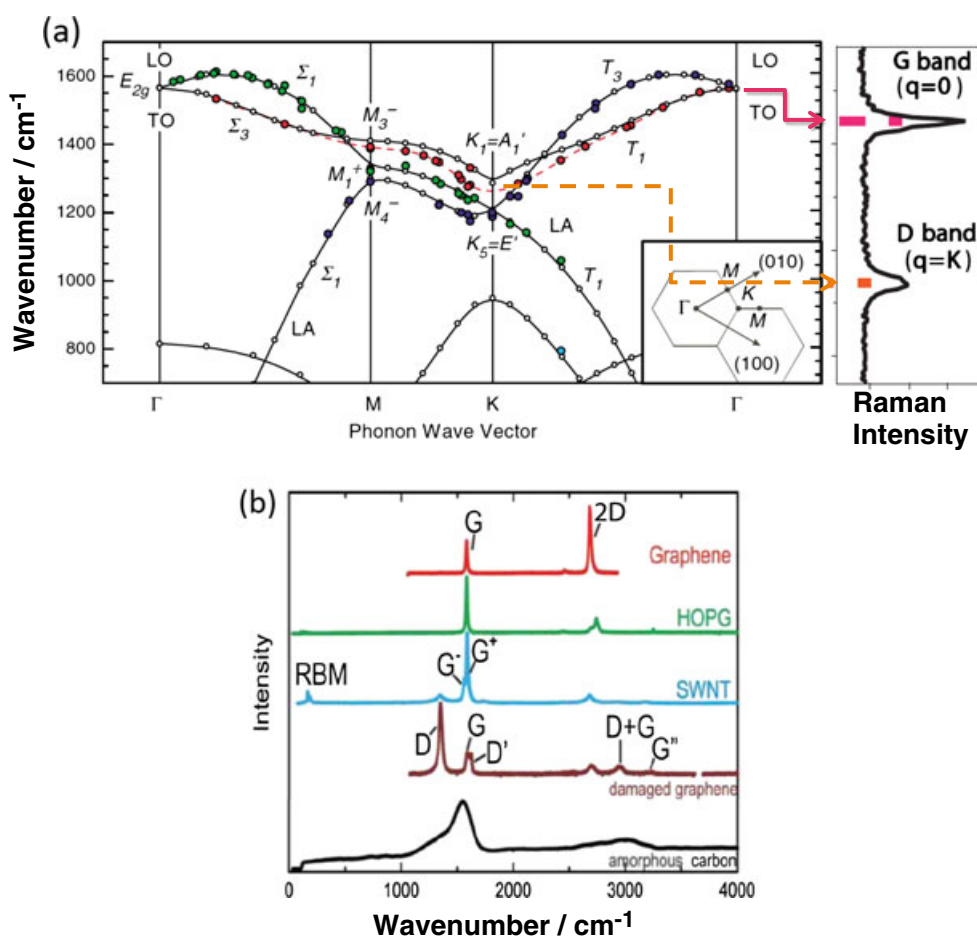 (a)
1600
1400
1200
1000
800
Wavenumber / cm-1
LO
E2g
TO
Σ1
Σ3
M3−
M1+
M4−
Σ1
LA
K1=A1'
K5=E'
T3
T1
LA
T1
LO
TO
(010)
M
K
Γ
M
(100)
Γ M K Γ
Phonon Wave Vector
G band
(q=0)
D band
(q=K)
Raman
Intensity
(b)
G
2D
Graphene
HOPG
RBM
G-
G+
SWNT
D
G
D'
D+G
G"
damaged graphene
amorphous carbon
Intensity
0 1000 2000 3000 4000
Wavenumber / cm-1